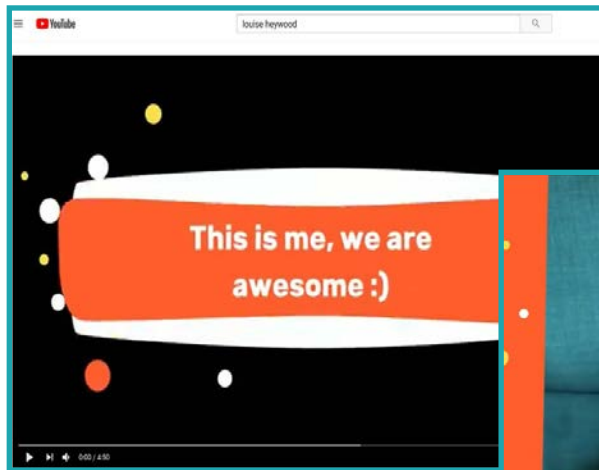 YouTube
louise heywood
This is me, we are
awesome :)
0:00 / 4:50